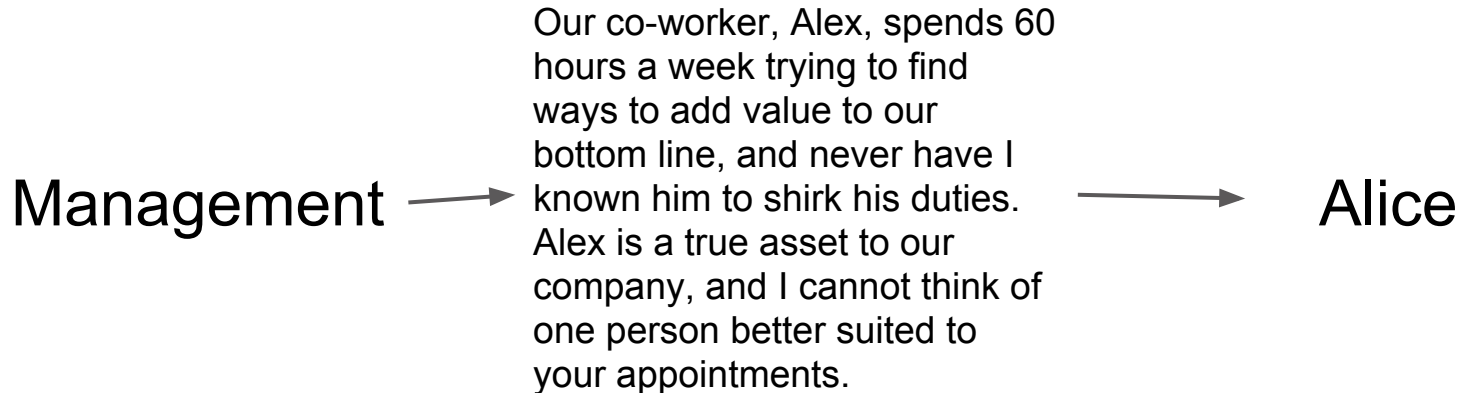 Management
Our co-worker, Alex, spends 60
hours a week trying to find
ways to add value to our
bottom line, and never have I
known him to shirk his duties.
Alex is a true asset to our
company, and I cannot think of
one person better suited to
your appointments.
Alice